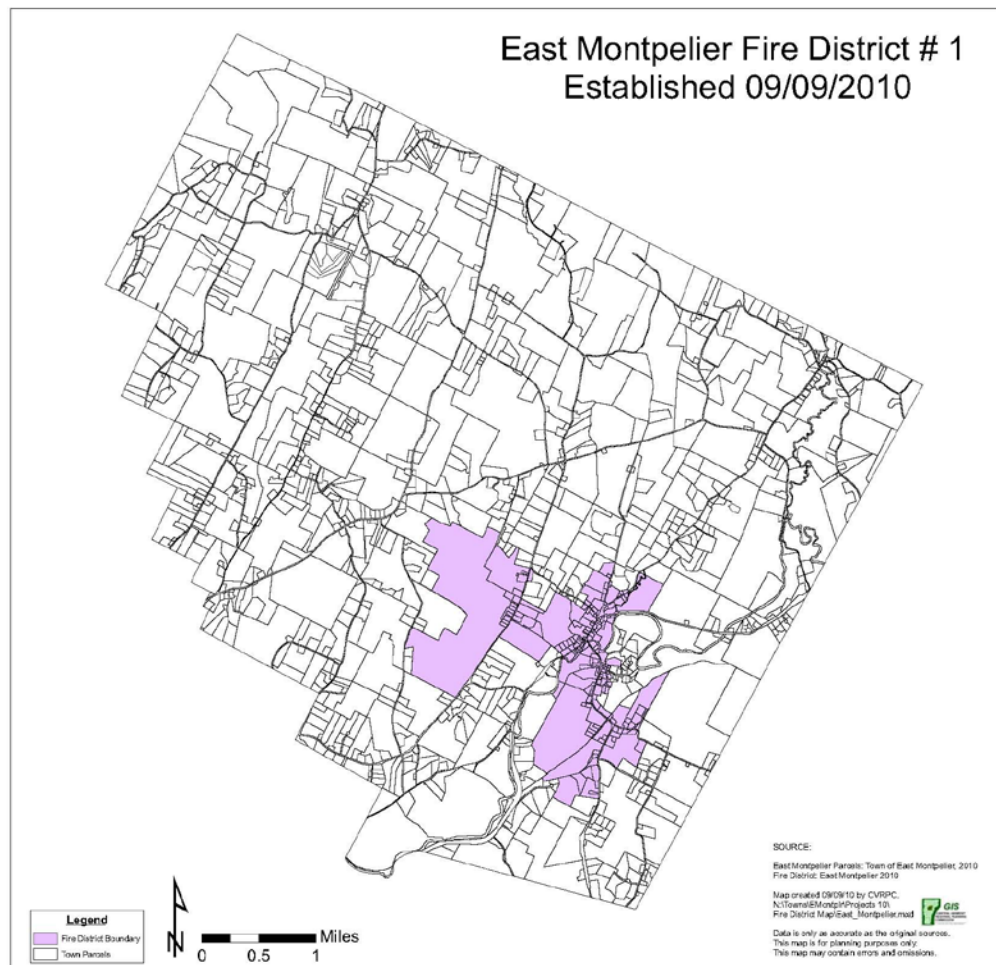 East Montpelier Fire District # 1
Established 09/09/2010
SOURCE:
East Montpelier Parcels: Town of East Montpelier, 2010
Fire District: East Montpelier 2010
Map created 09/09/10 by CVRPC.
Fire District Map\East_Montpelier.mxd
GIS
Data is only as accurate as the original sources.
This map is for planning purposes only.
This map may contain errors and omissions.
N
Miles
0 0.5 1
Legend
Fire District Boundary
Town Parcels